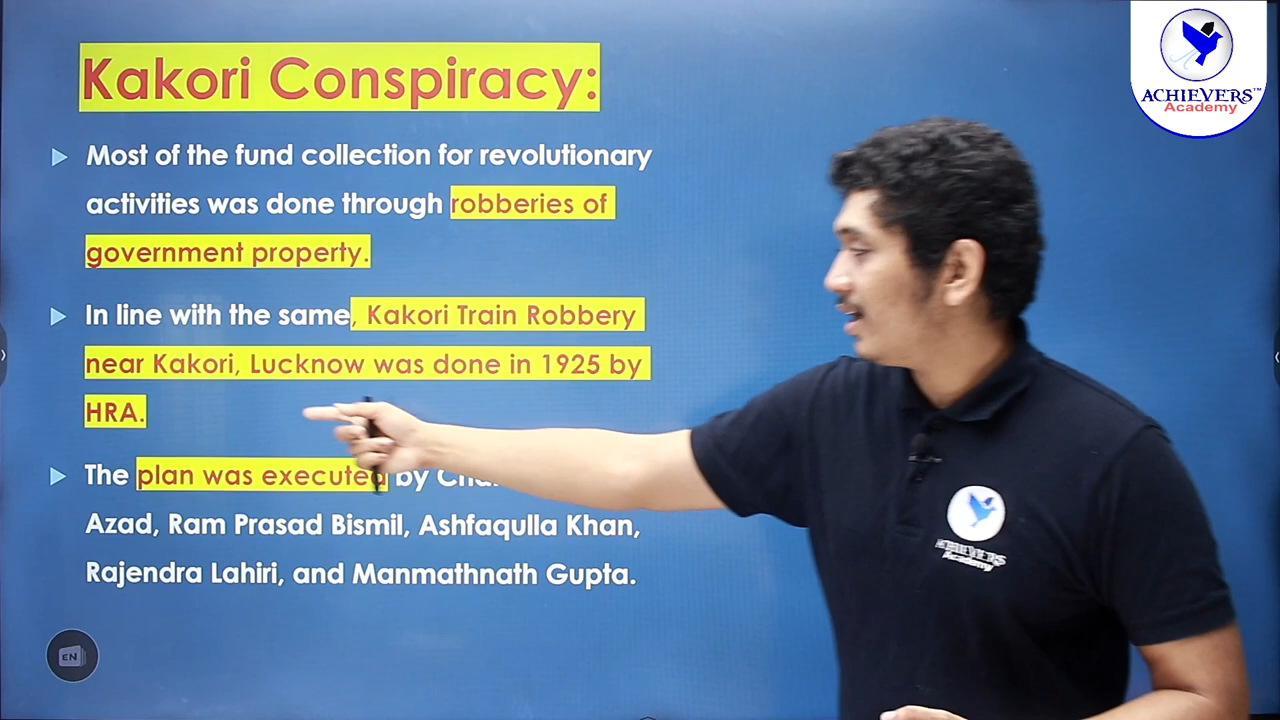 Kakori Conspiracy:
Most of the fund collection for revolutionary
activities was done through robberies of
government property.
In line with the same, Kakori Train Robbery
near Kakori, Lucknow was done in 1925 by
HRA.
The plan was executed by
Azad, Ram Prasad Bismil, Ashfaqulla Khan,
Rajendra Lahiri, and Manmathnath Gupta.
EN
ACHIEVERS™
Academy
ACHIEVERS
Academy